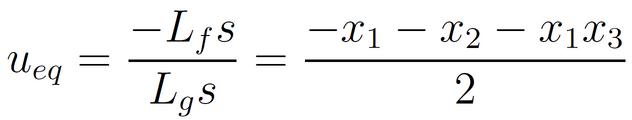 u_{eq} = \frac{-L_f s}{L_g s} = \frac{-x_1 - x_2 - x_1 x_3}{2}